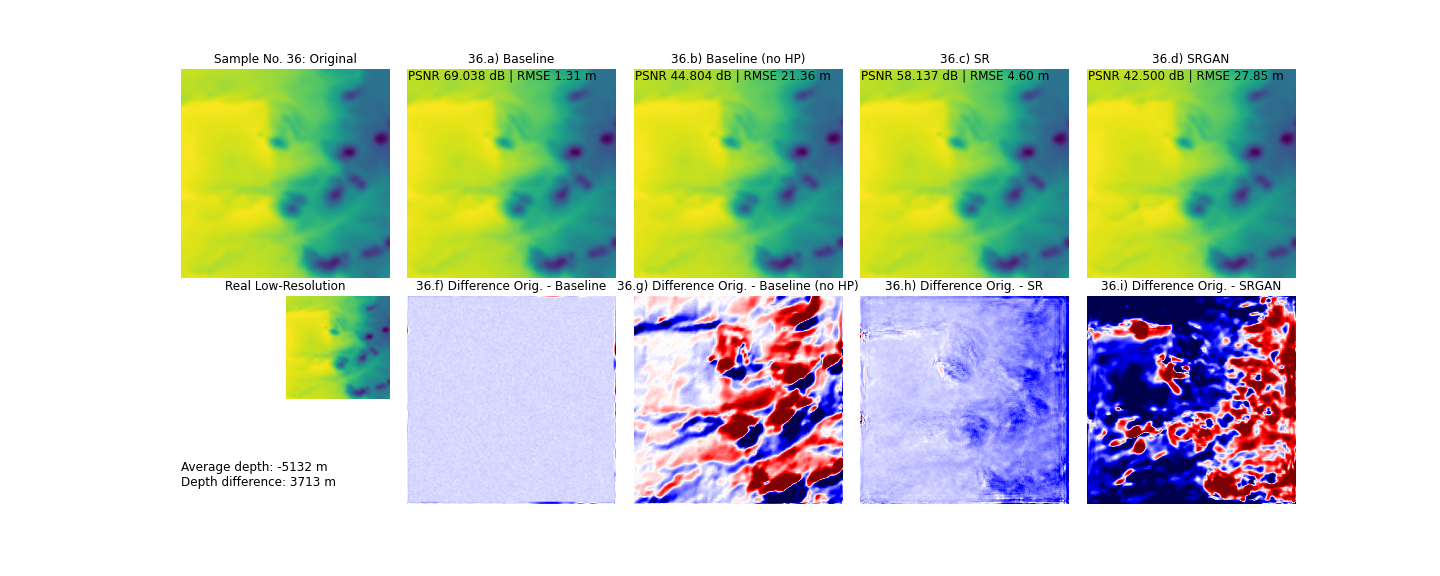 Sample No. 36: Original
36.a) Baseline
36.b) Baseline (no HP)
36.c) SR
36.d) SRGAN
PSNR 69.038 dB | RMSE 1.31 m
PSNR 44.804 dB | RMSE 21.36 m
PSNR 58.137 dB | RMSE 4.60 m
PSNR 42.500 dB | RMSE 27.85 m
Real Low-Resolution
36.f) Difference Orig. - Baseline
36.g) Difference Orig. - Baseline (no HP)
36.h) Difference Orig. - SR
36.i) Difference Orig. - SRGAN
Average depth: -5132 m
Depth difference: 3713 m